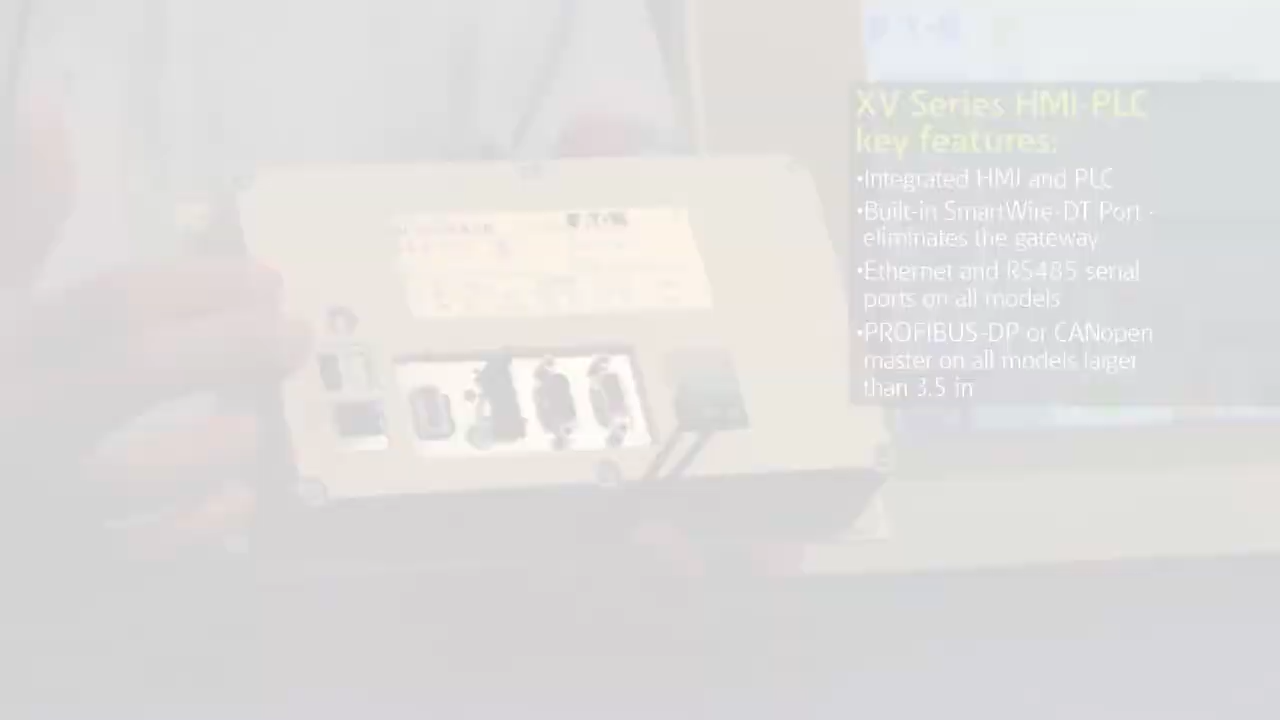 EATON
XV Series HMI-PLC
key features:
•Integrated HMI and PLC
•Built-in SmartWire-DT Port -
eliminates the gateway
•Ethernet and RS485 serial
ports on all models
•PROFIBUS-DP or CANopen
master on all models larger
than 3.5 in
EATON